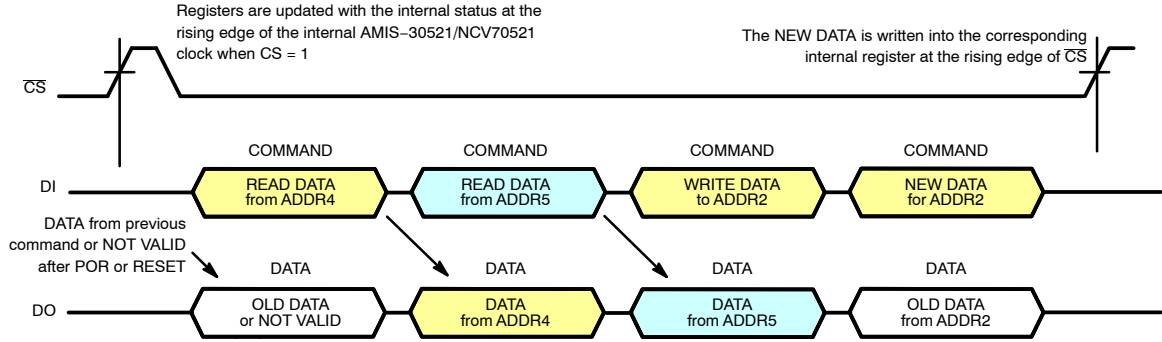 Registers are updated with the internal status at the
rising edge of the internal AMIS−30521/NCV70521
clock when CS = 1
The NEW DATA is written into the corresponding
internal register at the rising edge of CS
CS
COMMAND
COMMAND
COMMAND
COMMAND
DI
READ DATA
from ADDR4
READ DATA
from ADDR5
WRITE DATA
to ADDR2
NEW DATA
for ADDR2
DATA from previous
command or NOT VALID
after POR or RESET
DATA
DATA
DATA
DATA
DO
OLD DATA
or NOT VALID
DATA
from ADDR4
DATA
from ADDR5
OLD DATA
from ADDR2